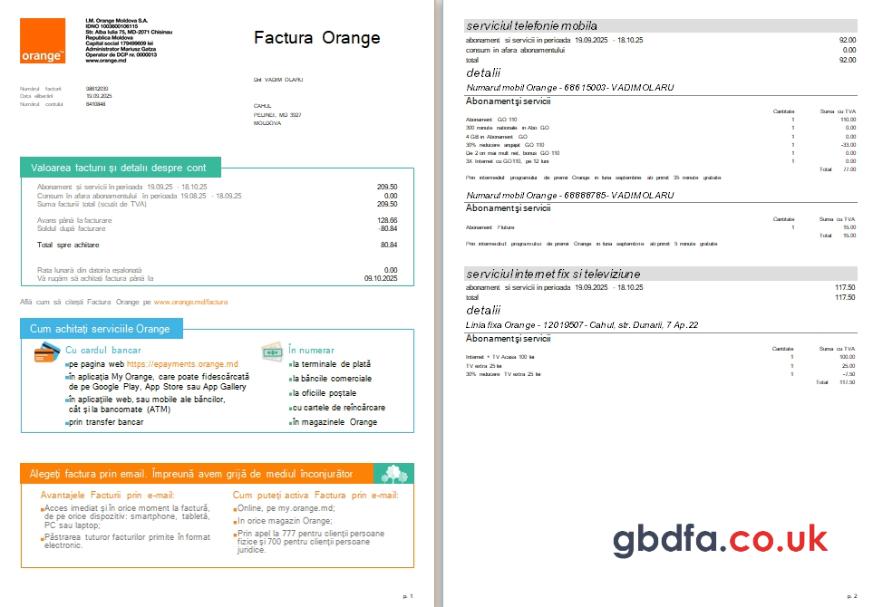 orange
I.M. Orange Moldova S.A.
IDNO 1003600106115
Str. Alba Iulia 75, MD-2071 Chisinau
Republica Moldova
Capital social 179499609 lei
Administrator Mariusz Gatza
Operator de DCP nr. 0000013
www.orange.md
Factura Orange
Dlui VADIM OLARU
Numărul facturii 08612030
Data eliberării 19.09.2025
Numărul contului 8410848
CAHUL
PELINEI, MD 3927
MOLDOVA
Valoarea facturii și detalii despre cont
Abonament și servicii în perioada 19.09.25 - 18.10.25 209.50
Consum în afara abonamentului în perioada 19.08.25 - 18.09.25 0.00
Suma facturii total (scutit de TVA) 209.50
Avans până la facturare 128.66
Soldul după facturare -80.84
Total spre achitare 80.84
Rata lunară din datoria eșalonată 0.00
Vă rugăm să achitați factura până la 09.10.2025
Află cum să citești Factura Orange pe www.orange.md/factura
Cum achitați serviciile Orange
Cu cardul bancar
pe pagina web https://epayments.orange.md
în aplicația My Orange, care poate fi descărcată
de pe Google Play, App Store sau App Gallery
în aplicațiile web, sau mobile ale băncilor,
cât și la bancomate (ATM)
prin transfer bancar
În numerar
la terminale de plată
la băncile comerciale
la oficiile poștale
cu cartele de reîncărcare
în magazinele Orange
Alegeți factura prin email. Împreună avem grijă de mediul înconjurător
Avantajele Facturii prin e-mail:
Acces imediat și în orice moment la factură,
de pe orice dispozitiv: smartphone, tabletă,
PC sau laptop;
Păstrarea tuturor facturilor primite în format
electronic.
Cum puteți activa Factura prin e-mail:
Online, pe my.orange.md;
În orice magazin Orange;
Prin apel la 777 pentru clienții persoane
fizice și 700 pentru clienții persoane
juridice.
p. 1
serviciul telefonie mobila
abonament si servicii in perioada 19.09.2025 - 18.10.25 92.00
consum in afara abonamentului 0.00
total 92.00
detalii
Numarul mobil Orange - 68615003- VADIM OLARU
Abonament și servicii
Cantitate Suma cu TVA
Abonament GO 110 1 110.00
300 minute nationale in Abo GO 1 0.00
4 GB in Abonament GO 1 0.00
30% reducere angajat GO 110 1 -33.00
De 2 ori mai mult net, bonus GO 110 1 0.00
3X Internet cu GO110, pe 12 luni 1 0.00
Total 77.00
Prin intermediul programului de premii Orange in luna septembrie ati primit 35 minute gratuite
Numarul mobil Orange - 68888785- VADIM OLARU
Abonament și servicii
Cantitate Suma cu TVA
Abonament Flutura 1 15.00
Total 15.00
Prin intermediul programului de premii Orange in luna septembrie ati primit 5 minute gratuite
serviciul internet fix si televiziune
abonament si servicii in perioada 19.09.2025 - 18.10.25 117.50
total 117.50
detalii
Linia fixa Orange - 12019507 - Cahul, str. Dunarii, 7 Ap. 22
Abonament și servicii
Cantitate Suma cu TVA
Internet + TV Acasa 100 lei 1 100.00
TV extra 25 lei 1 25.00
30% reducere TV extra 25 lei 1 -7.50
Total 117.50
gbdfa.co.uk
p. 2